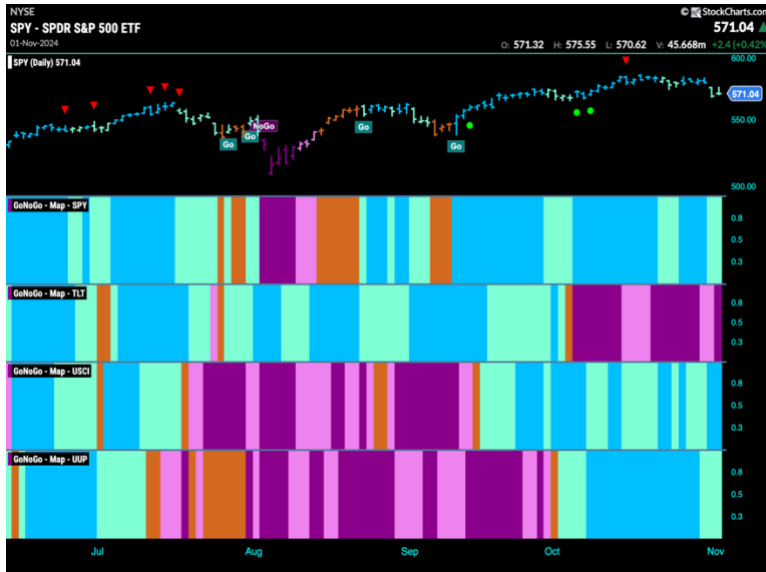 NYSE
© StockCharts.com
SPY - SPDR S&P 500 ETF
571.04
01-Nov-2024
O: 571.32 H: 575.55 L: 570.62 V: 45.668m +2.4 (+0.42%
SPY (Daily) 571.04
600.00
571.04
550.00
500.00
NoGo
Go
Go
Go
Go
GoNoGo - Map - SPY
0.8
0.5
0.3
GoNoGo - Map - TLT
0.8
0.5
0.3
GoNoGo - Map - USCI
0.8
0.5
0.3
GoNoGo - Map - UUP
0.8
0.5
0.3
Jul Aug Sep Oct Nov